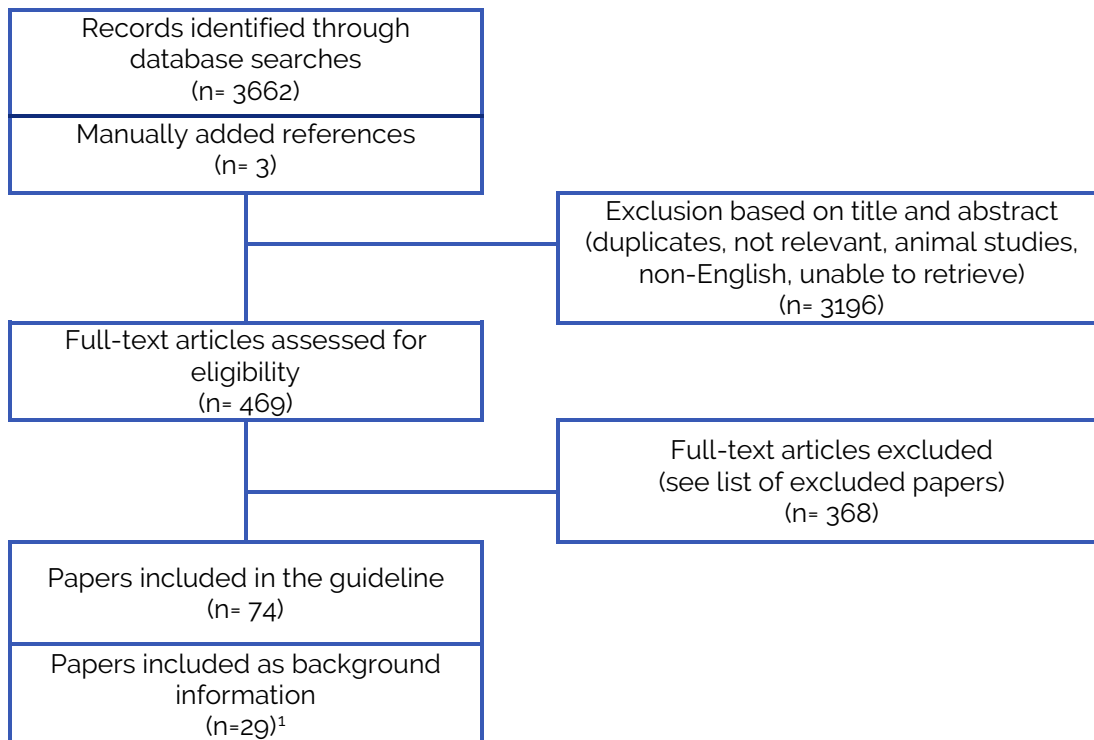 Records identified through
database searches
(n= 3662)
Manually added references
(n= 3)
Exclusion based on title and abstract
(duplicates, not relevant, animal studies,
non-English, unable to retrieve)
(n= 3196)
Full-text articles assessed for
eligibility
(n= 469)
Full-text articles excluded
(see list of excluded papers)
(n= 368)
Papers included in the guideline
(n= 74)
Papers included as background
information
(n=29)¹